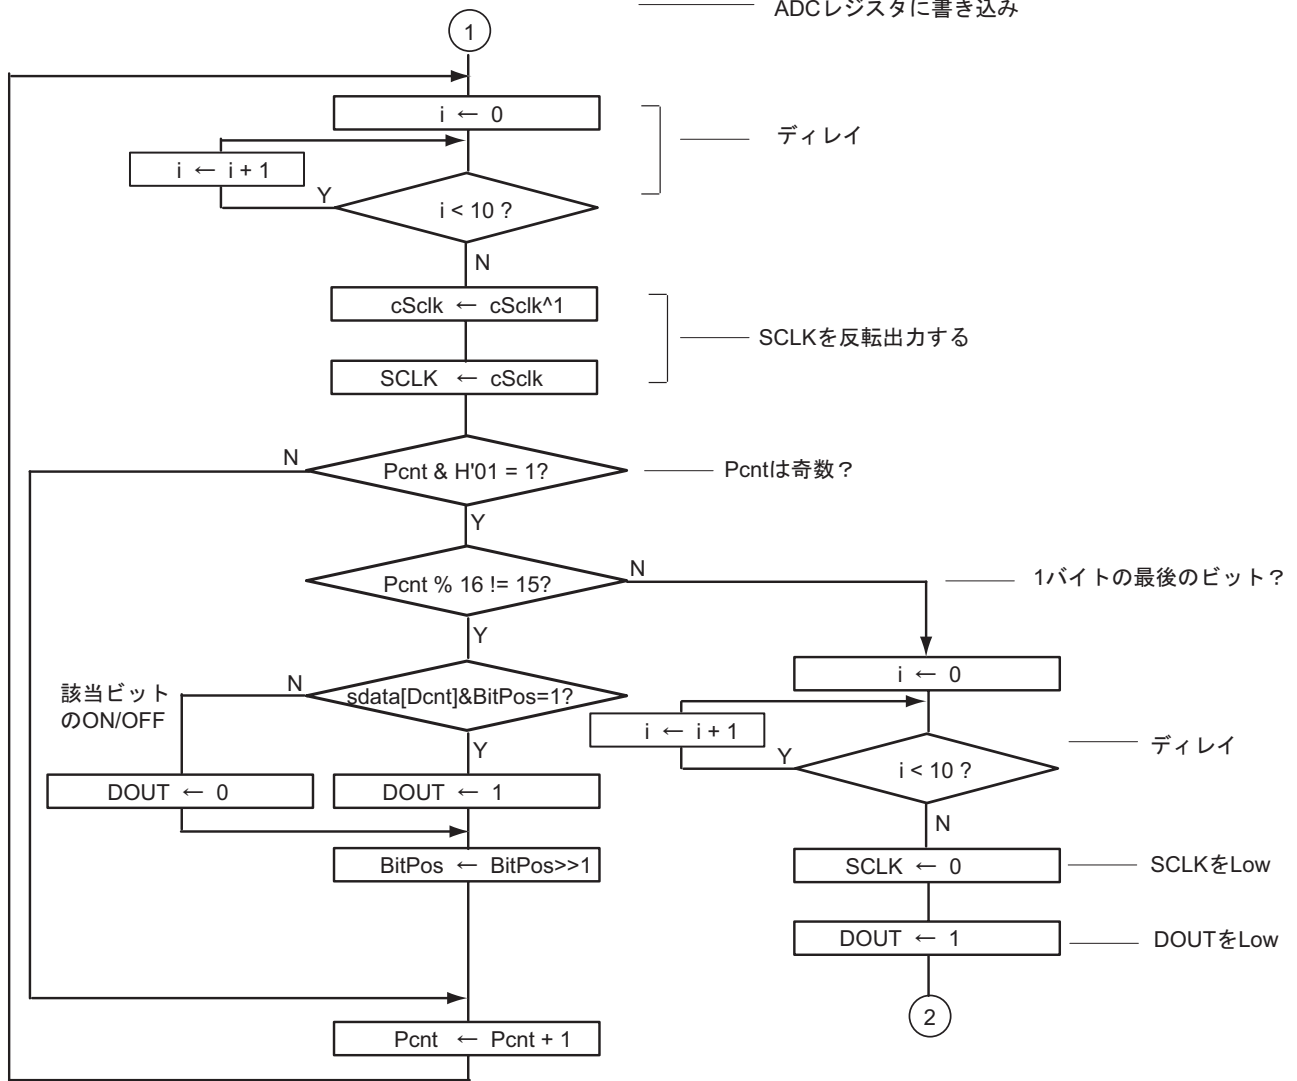 ADCレジスタに書き込み
1
i ← 0
ディレイ
i ← i + 1
Y
i < 10 ?
N
cSclk ← cSclk^1
SCLKを反転出力する
SCLK ← cSclk
N
Pcnt & H'01 = 1?
Pcntは奇数？
Y
Pcnt % 16 != 15?
N
1バイトの最後のビット？
Y
該当ビット
のON/OFF
N
sdata[Dcnt]&BitPos=1?
Y
DOUT ← 0
DOUT ← 1
BitPos ← BitPos>>1
i ← 0
i ← i + 1
Y
i < 10 ?
ディレイ
N
SCLK ← 0
SCLKをLow
DOUT ← 1
DOUTをLow
2
Pcnt ← Pcnt + 1